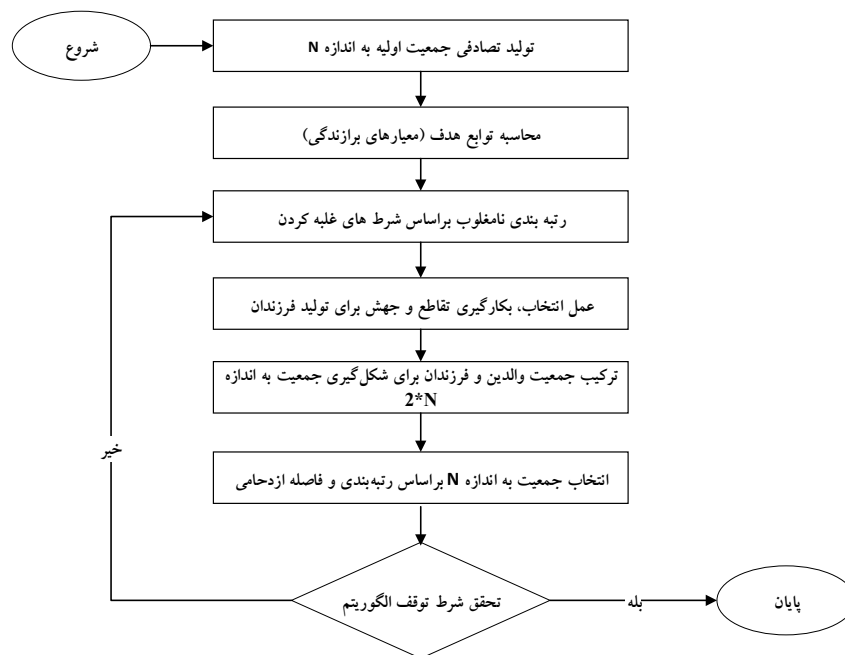 شروع
تولید تصادفی جمعیت اولیه به اندازه N
محاسبه توابع هدف (معیارهای برازندگی)
رتبه بندی نامغلوب براساس شرط های غلبه کردن
عمل انتخاب، بکارگیری تقاطع و جهش برای تولید فرزندان
ترکیب جمعیت والدین و فرزندان برای شکل‌گیری جمعیت به اندازه
2*N
انتخاب جمعیت به اندازه N براساس رتبه‌بندی و فاصله ازدحامی
تحقق شرط توقف الگوریتم
خیر
بله
پایان